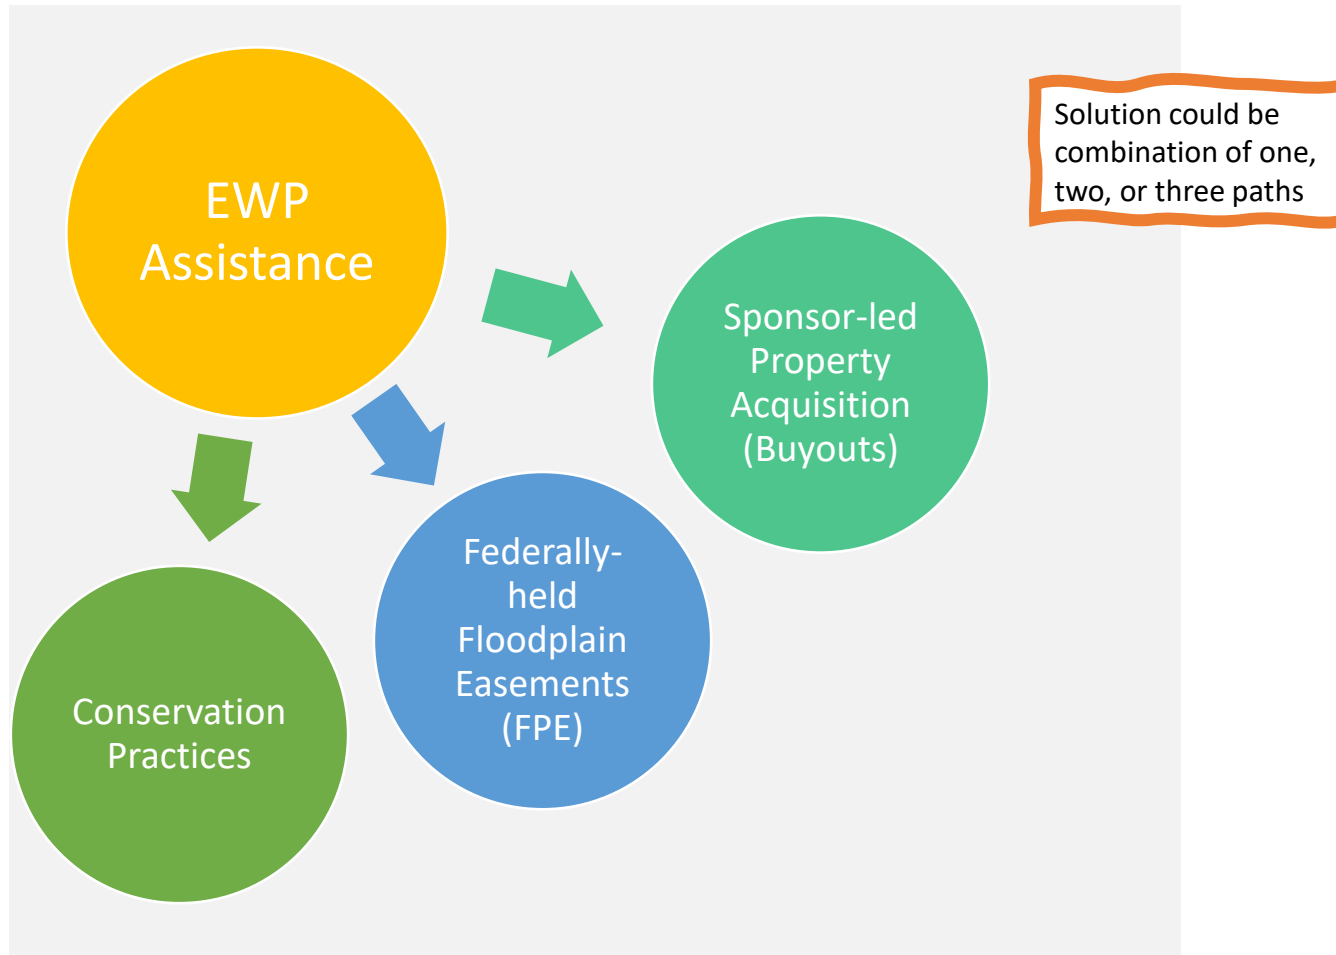 EWP
Assistance
Solution could be
combination of one,
two, or three paths
Sponsor-led
Property
Acquisition
(Buyouts)
Federally-
held
Floodplain
Easements
(FPE)
Conservation
Practices